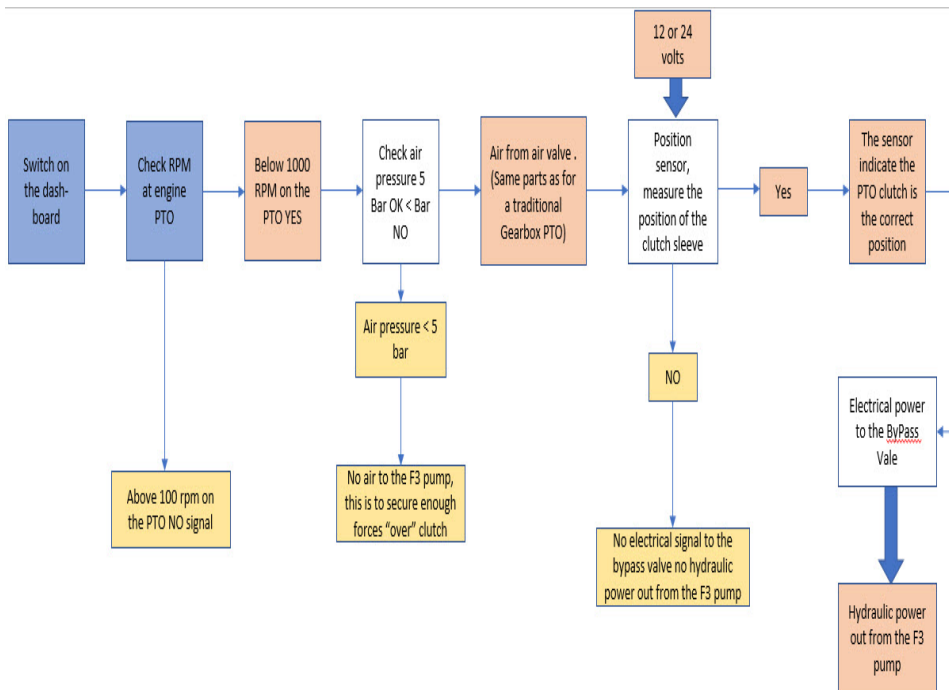 12 or 24
volts
Switch on
the dash-
board
Check RPM
at engine
PTO
Below 1000
RPM on the
PTO YES
Check air
pressure 5
Bar OK < Bar
NO
Air from air valve .
(Same parts as for
a traditional
Gearbox PTO)
Position
sensor,
measure the
position of the
clutch sleeve
Yes
The sensor
indicate the
PTO clutch is
the correct
position
Air pressure < 5
bar
NO
Electrical power
to the ByPass
Vale
Above 100 rpm on
the PTO NO signal
No air to the F3 pump,
this is to secure enough
forces “over” clutch
No electrical signal to the
bypass valve no hydraulic
power out from the F3 pump
Hydraulic power
out from the F3
pump